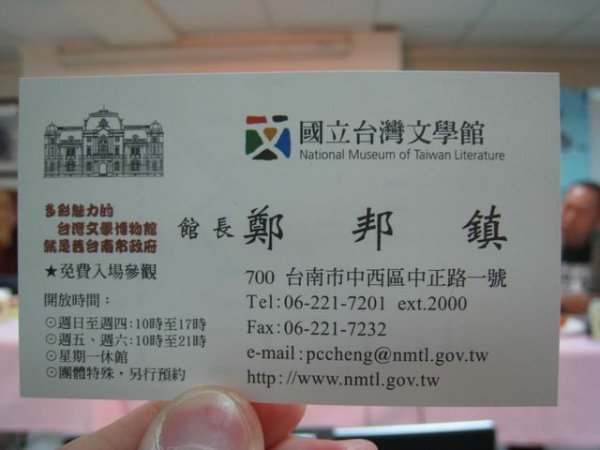 國立台灣文學館
National Museum of Taiwan Literature
多彩魅力的
台灣文學博物館
就是舊台南市政府
館長 鄭邦鎮
★免費入場參觀
開放時間：
⊙週日至週四:10時至17時
⊙週五、週六:10時至21時
⊙星期一休館
⊙團體特殊，另行預約
700 台南市中西區中正路一號
Tel:06-221-7201 ext.2000
Fax:06-221-7232
e-mail:pccheng@nmtl.gov.tw
http://www.nmtl.gov.tw